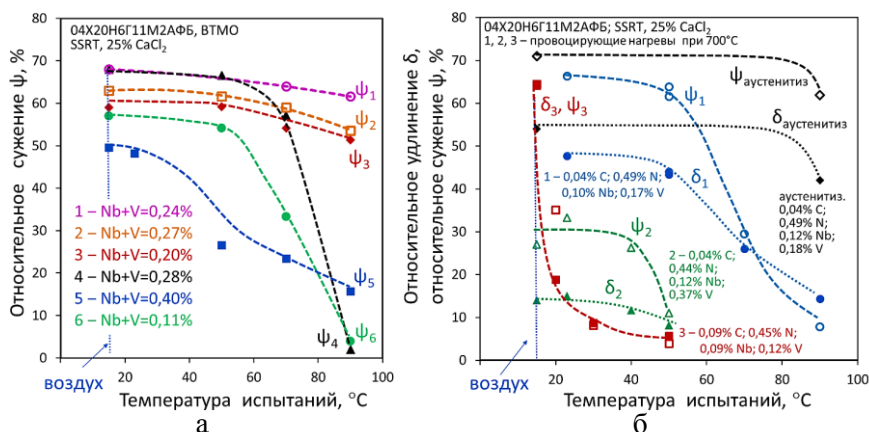 04Х20Н6Г11М2АФБ, ВТМО
SSRT, 25% CaCl₂
Относительное сужение ψ, %
80
70
60
50
40
30
20
10
0
ψ₁
ψ₂
ψ₃
ψ₅
ψ₄
ψ₆
1 – Nb+V=0,24%
2 – Nb+V=0,27%
3 – Nb+V=0,20%
4 – Nb+V=0,28%
5 – Nb+V=0,40%
6 – Nb+V=0,11%
воздух
20
40
60
80
100
Температура испытаний, °С
а
04Х20Н6Г11М2АФБ; SSRT, 25% CaCl₂
1, 2, 3 – провоцирующие нагревы при 700°С
Относительное удлинение δ,
относительное сужение ψ, %
80
70
60
50
40
30
20
10
0
ψаустенитиз
δаустенитиз
δ₃, ψ₃
ψ₁
δ₁
1 – 0,04% C; 0,49% N;
0,10% Nb; 0,17% V
аустенитиз.
0,04% C;
0,49% N;
0,12% Nb;
0,18% V
ψ₂
δ₂
2 – 0,04% C;
0,44% N;
0,12% Nb;
0,37% V
3 – 0,09% C; 0,45% N;
0,09% Nb; 0,12% V
воздух
20
40
60
80
100
Температура испытаний, °С
б